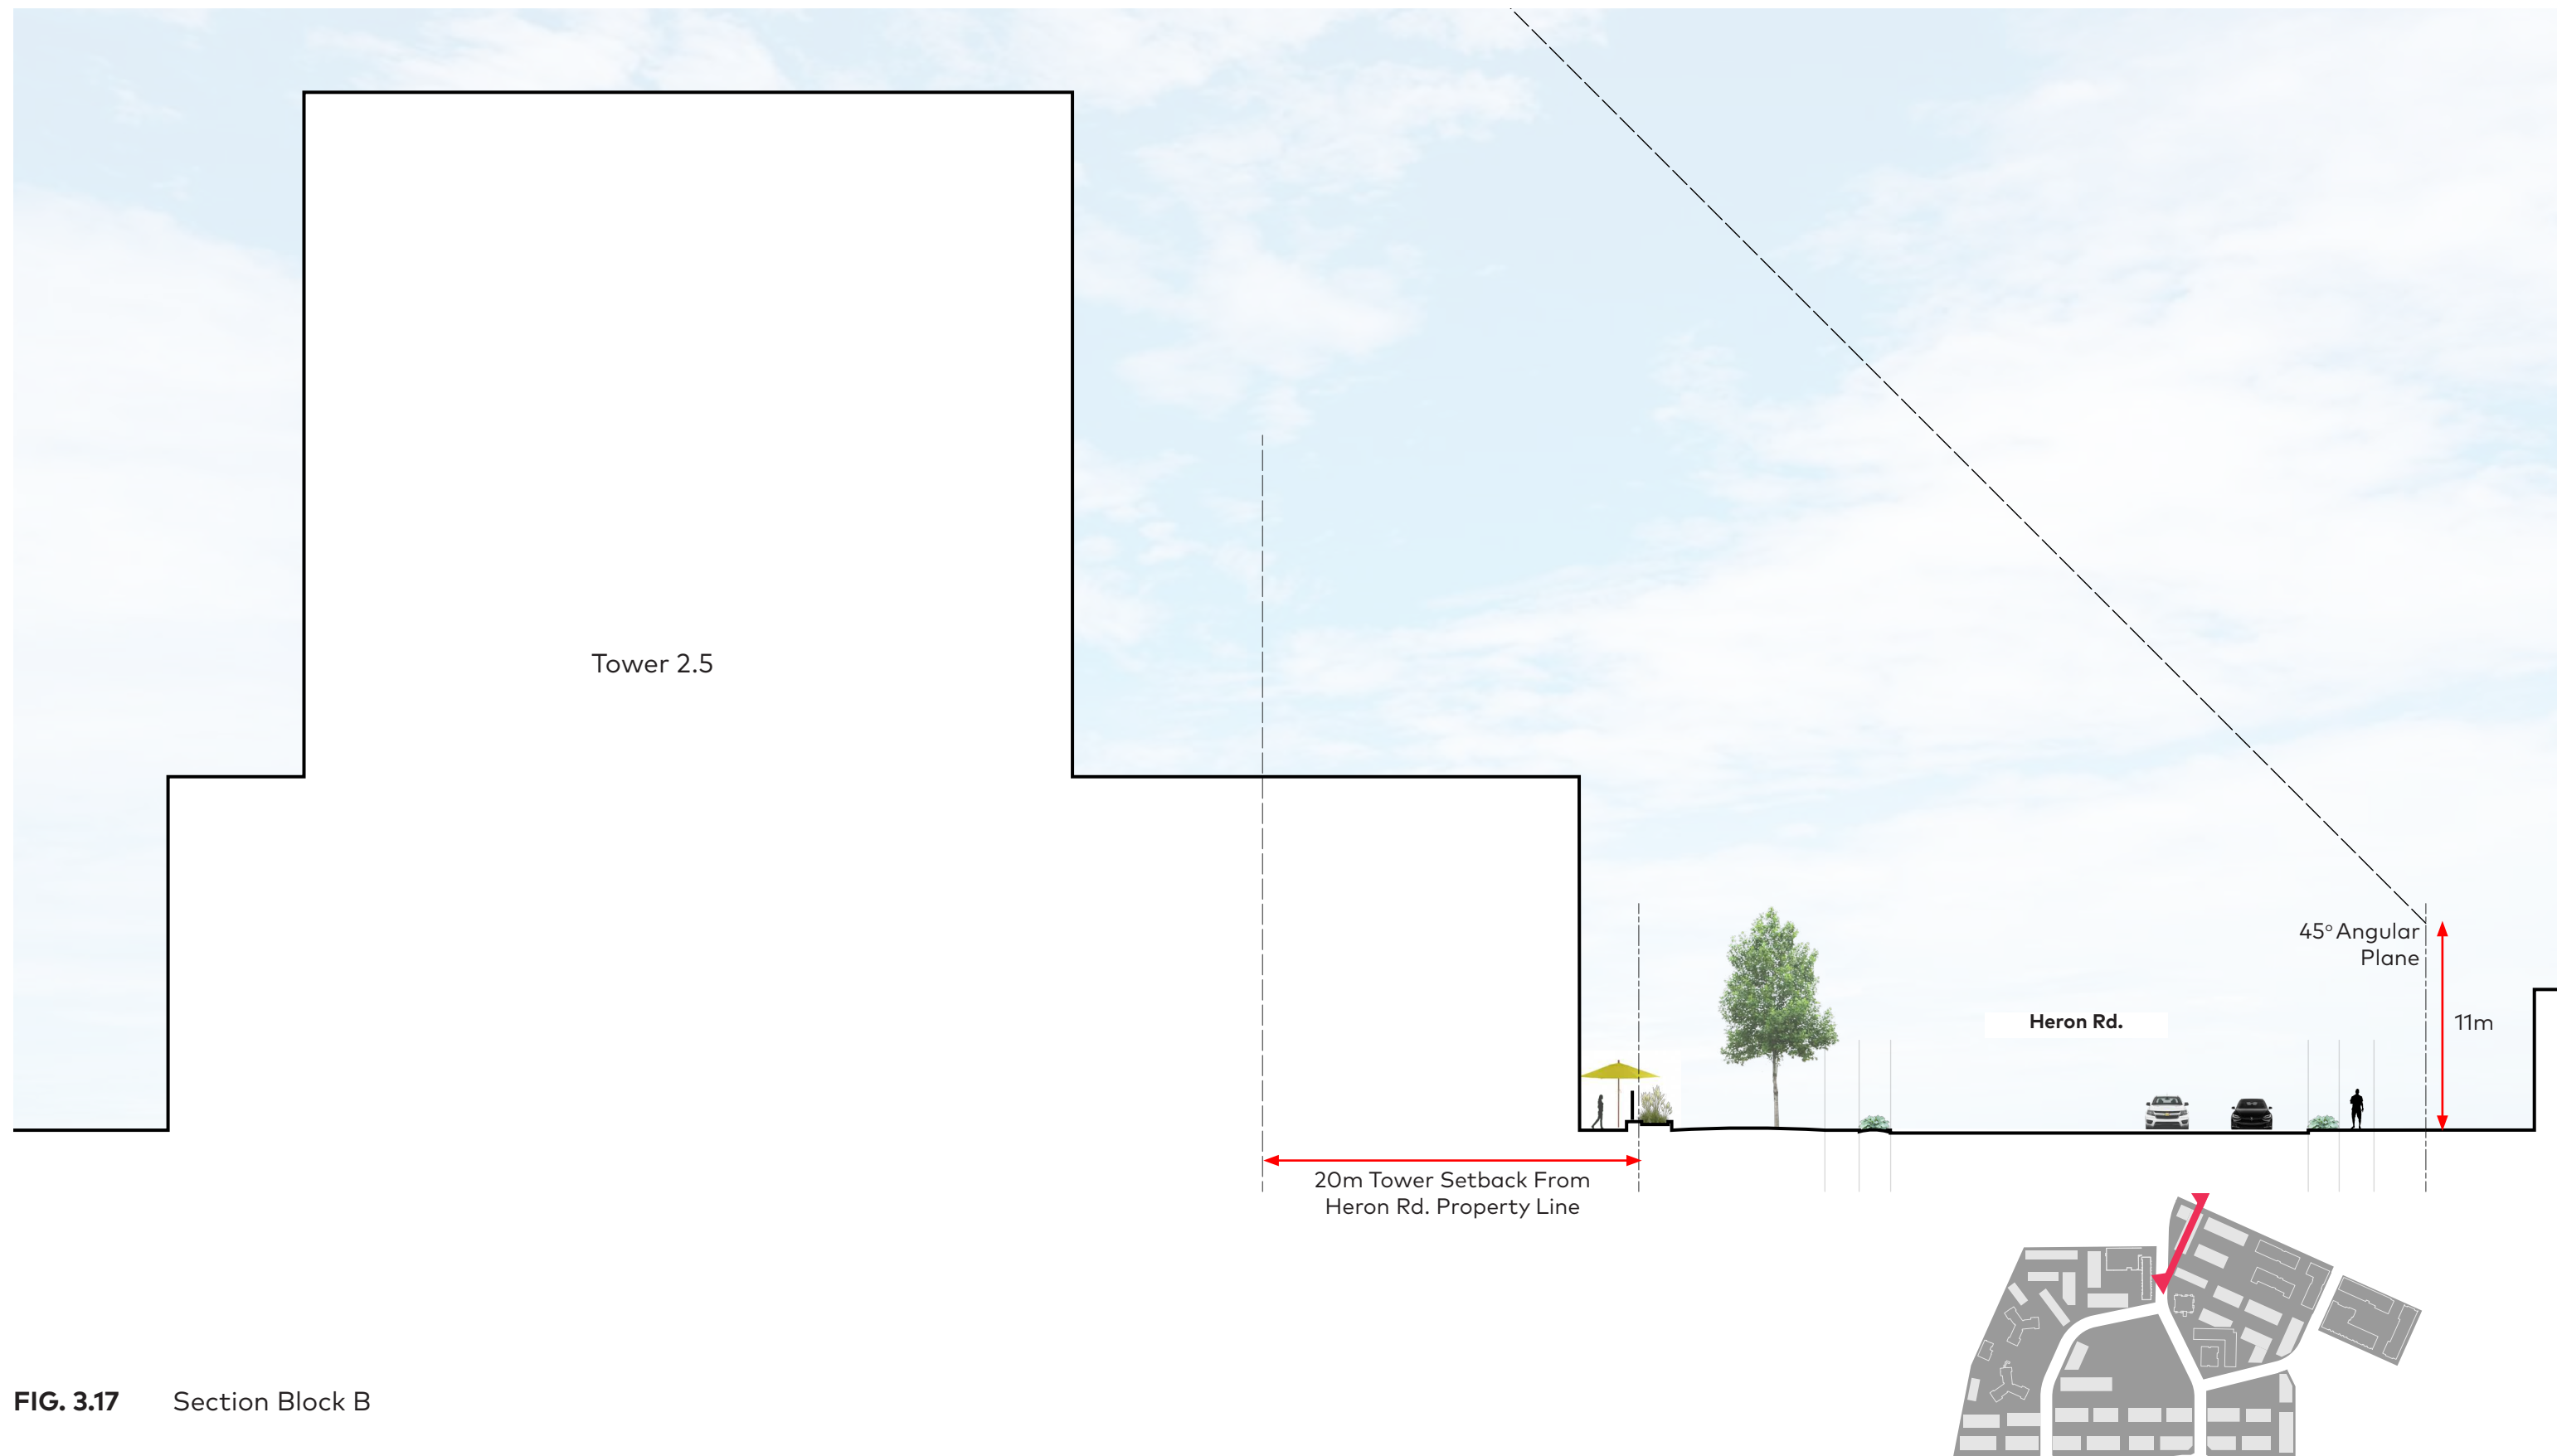 Tower 2.5
45° Angular
Plane
Heron Rd.
11m
20m Tower Setback From
Heron Rd. Property Line
FIG. 3.17 Section Block B